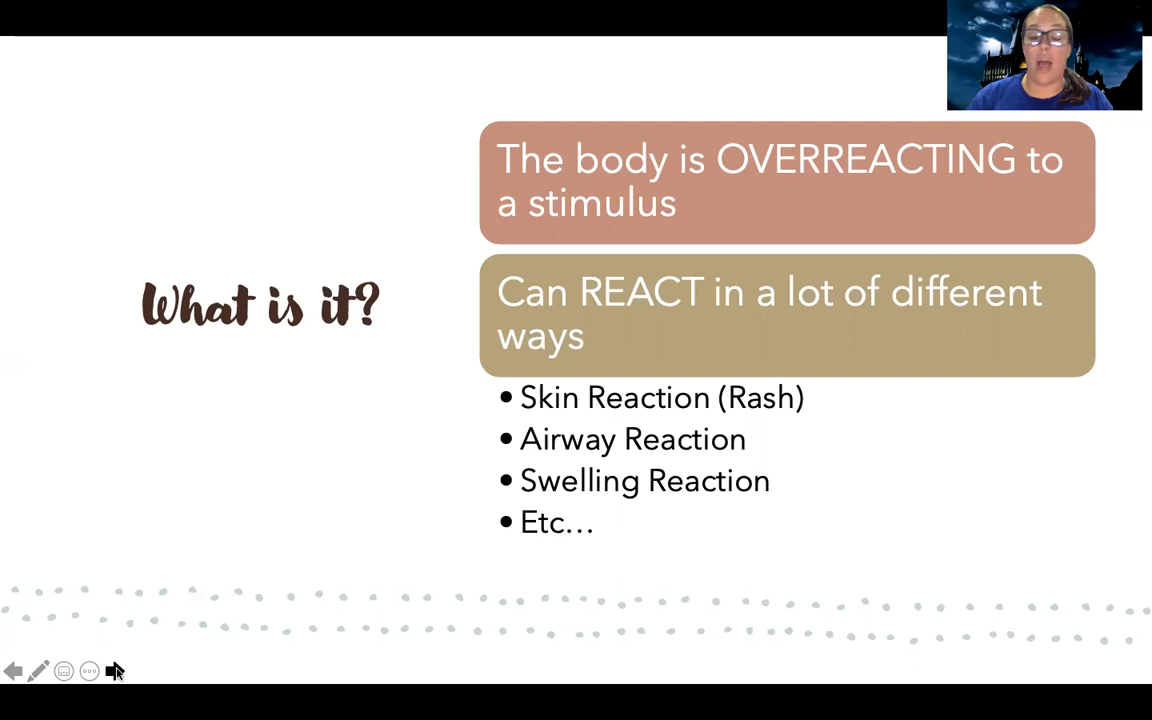 What is it?
The body is OVERREACTING to
a stimulus
Can REACT in a lot of different
ways
• Skin Reaction (Rash)
• Airway Reaction
• Swelling Reaction
• Etc...